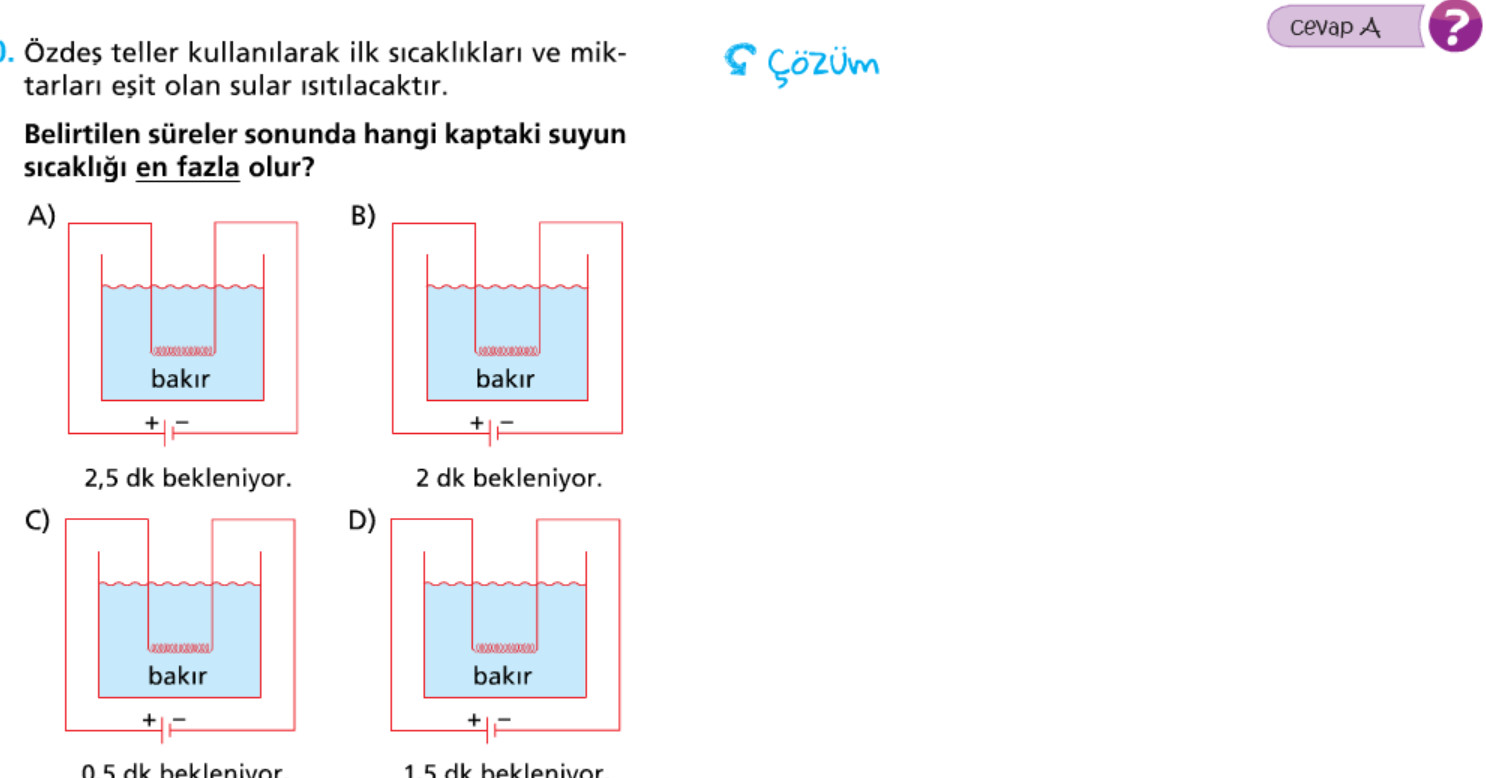 Cevap A ?
0. Özdeş teller kullanılarak ilk sıcaklıkları ve mik-
tarları eşit olan sular ısıtılacaktır.
Çözüm
Belirtilen süreler sonunda hangi kaptaki suyun
sıcaklığı en fazla olur?
A)
B)
bakır
bakır
+ −
+ −
2,5 dk bekleniyor.
2 dk bekleniyor.
C)
D)
bakır
bakır
+ −
+ −
0,5 dk bekleniyor.
1,5 dk bekleniyor.